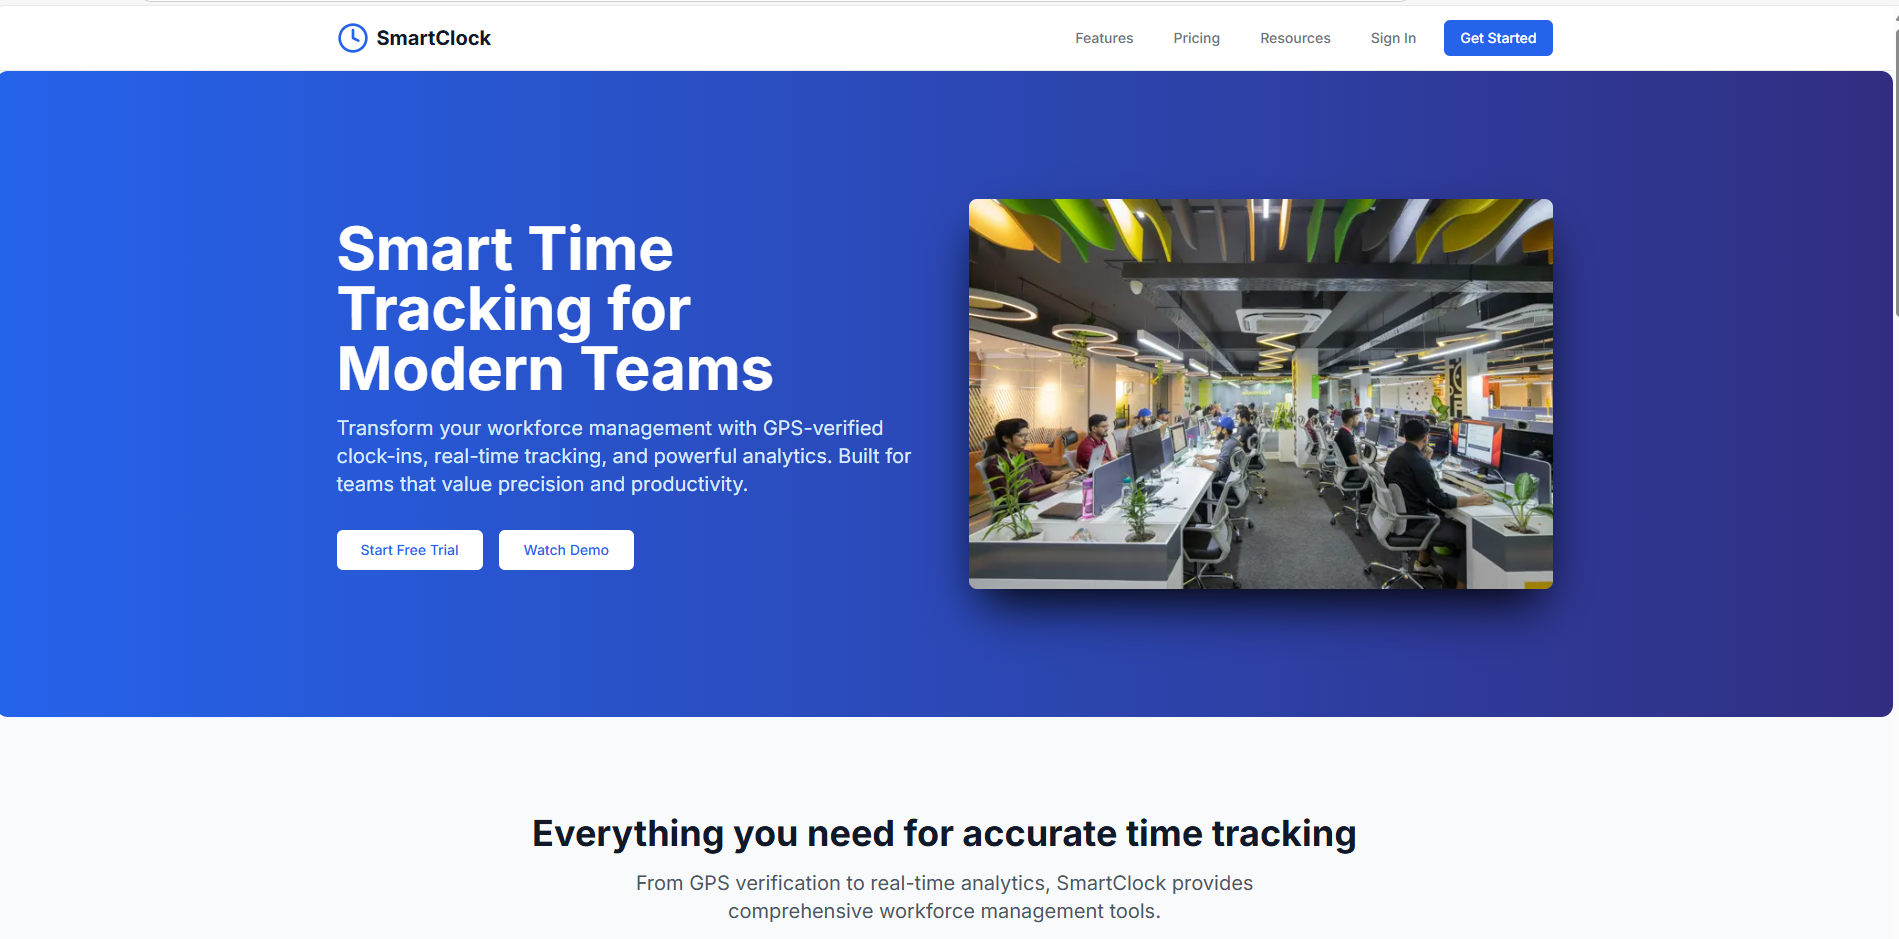 SmartClock
Features
Pricing
Resources
Sign In
Get Started
Smart Time
Tracking for
Modern Teams
Transform your workforce management with GPS-verified
clock-ins, real-time tracking, and powerful analytics. Built for
teams that value precision and productivity.
Start Free Trial
Watch Demo
Everything you need for accurate time tracking
From GPS verification to real-time analytics, SmartClock provides
comprehensive workforce management tools.